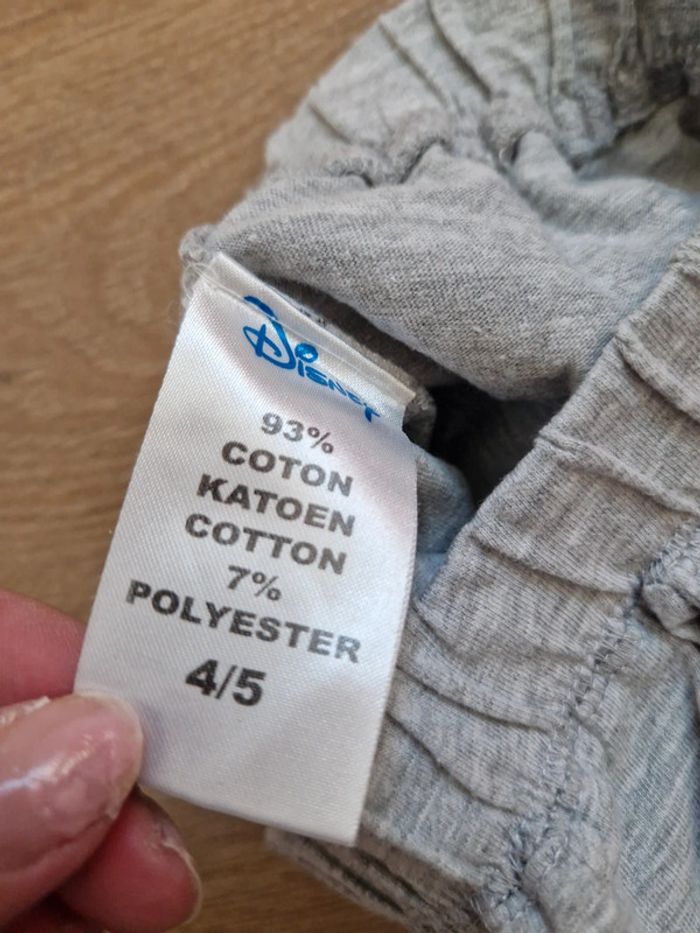 Disney
93%
COTON
KATOEN
COTTON
7%
POLYESTER
4/5